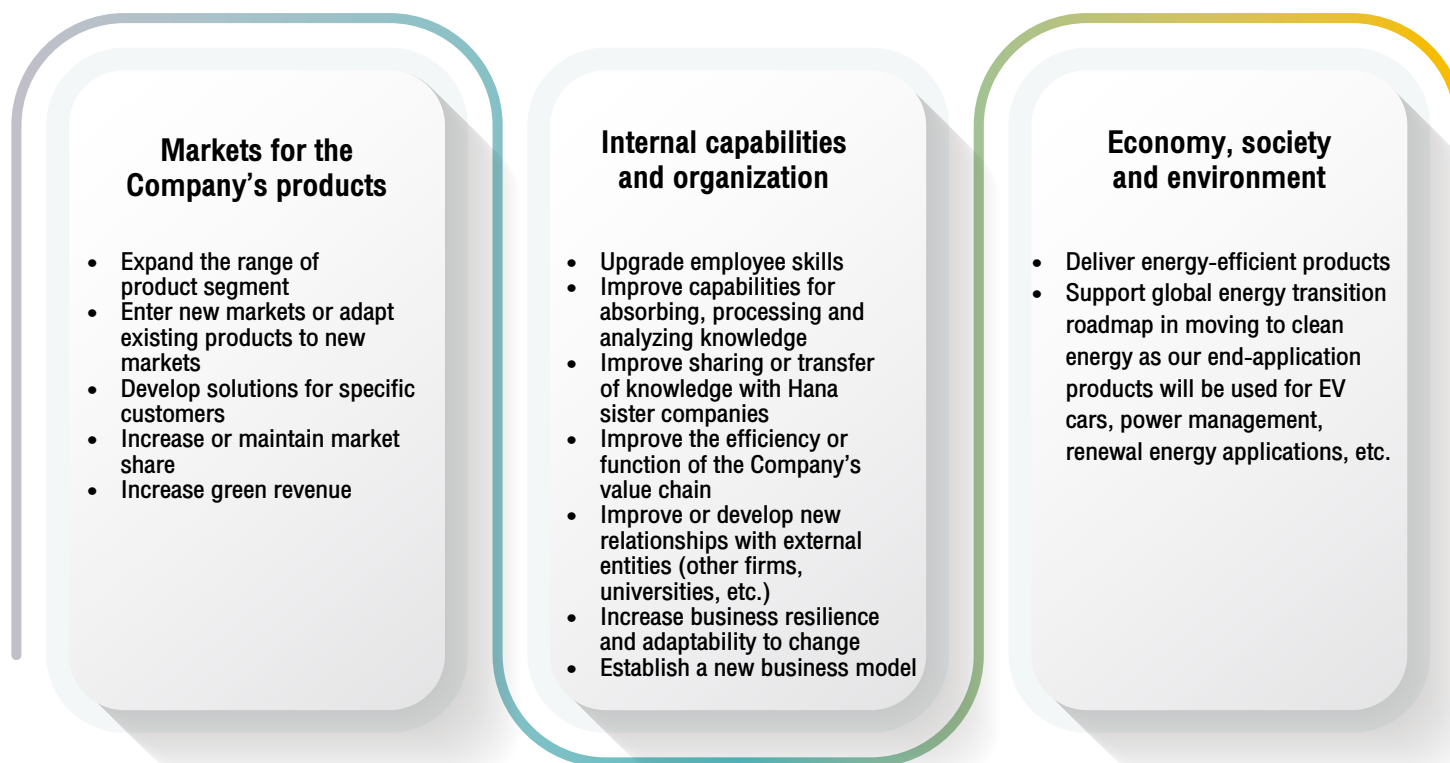 Markets for the
Company’s products
• Expand the range of
product segment
• Enter new markets or adapt
existing products to new
markets
• Develop solutions for specific
customers
• Increase or maintain market
share
• Increase green revenue
Internal capabilities
and organization
• Upgrade employee skills
• Improve capabilities for
absorbing, processing and
analyzing knowledge
• Improve sharing or transfer
of knowledge with Hana
sister companies
• Improve the efficiency or
function of the Company’s
value chain
• Improve or develop new
relationships with external
entities (other firms,
universities, etc.)
• Increase business resilience
and adaptability to change
• Establish a new business model
Economy, society
and environment
• Deliver energy-efficient products
• Support global energy transition
roadmap in moving to clean
energy as our end-application
products will be used for EV
cars, power management,
renewal energy applications, etc.